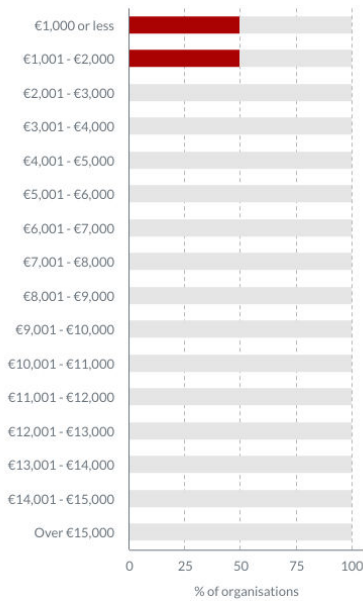 €1,000 or less
€1,001 - €2,000
€2,001 - €3,000
€3,001 - €4,000
€4,001 - €5,000
€5,001 - €6,000
€6,001 - €7,000
€7,001 - €8,000
€8,001 - €9,000
€9,001 - €10,000
€10,001 - €11,000
€11,001 - €12,000
€12,001 - €13,000
€13,001 - €14,000
€14,001 - €15,000
Over €15,000
0 25 50 75 100
% of organisations